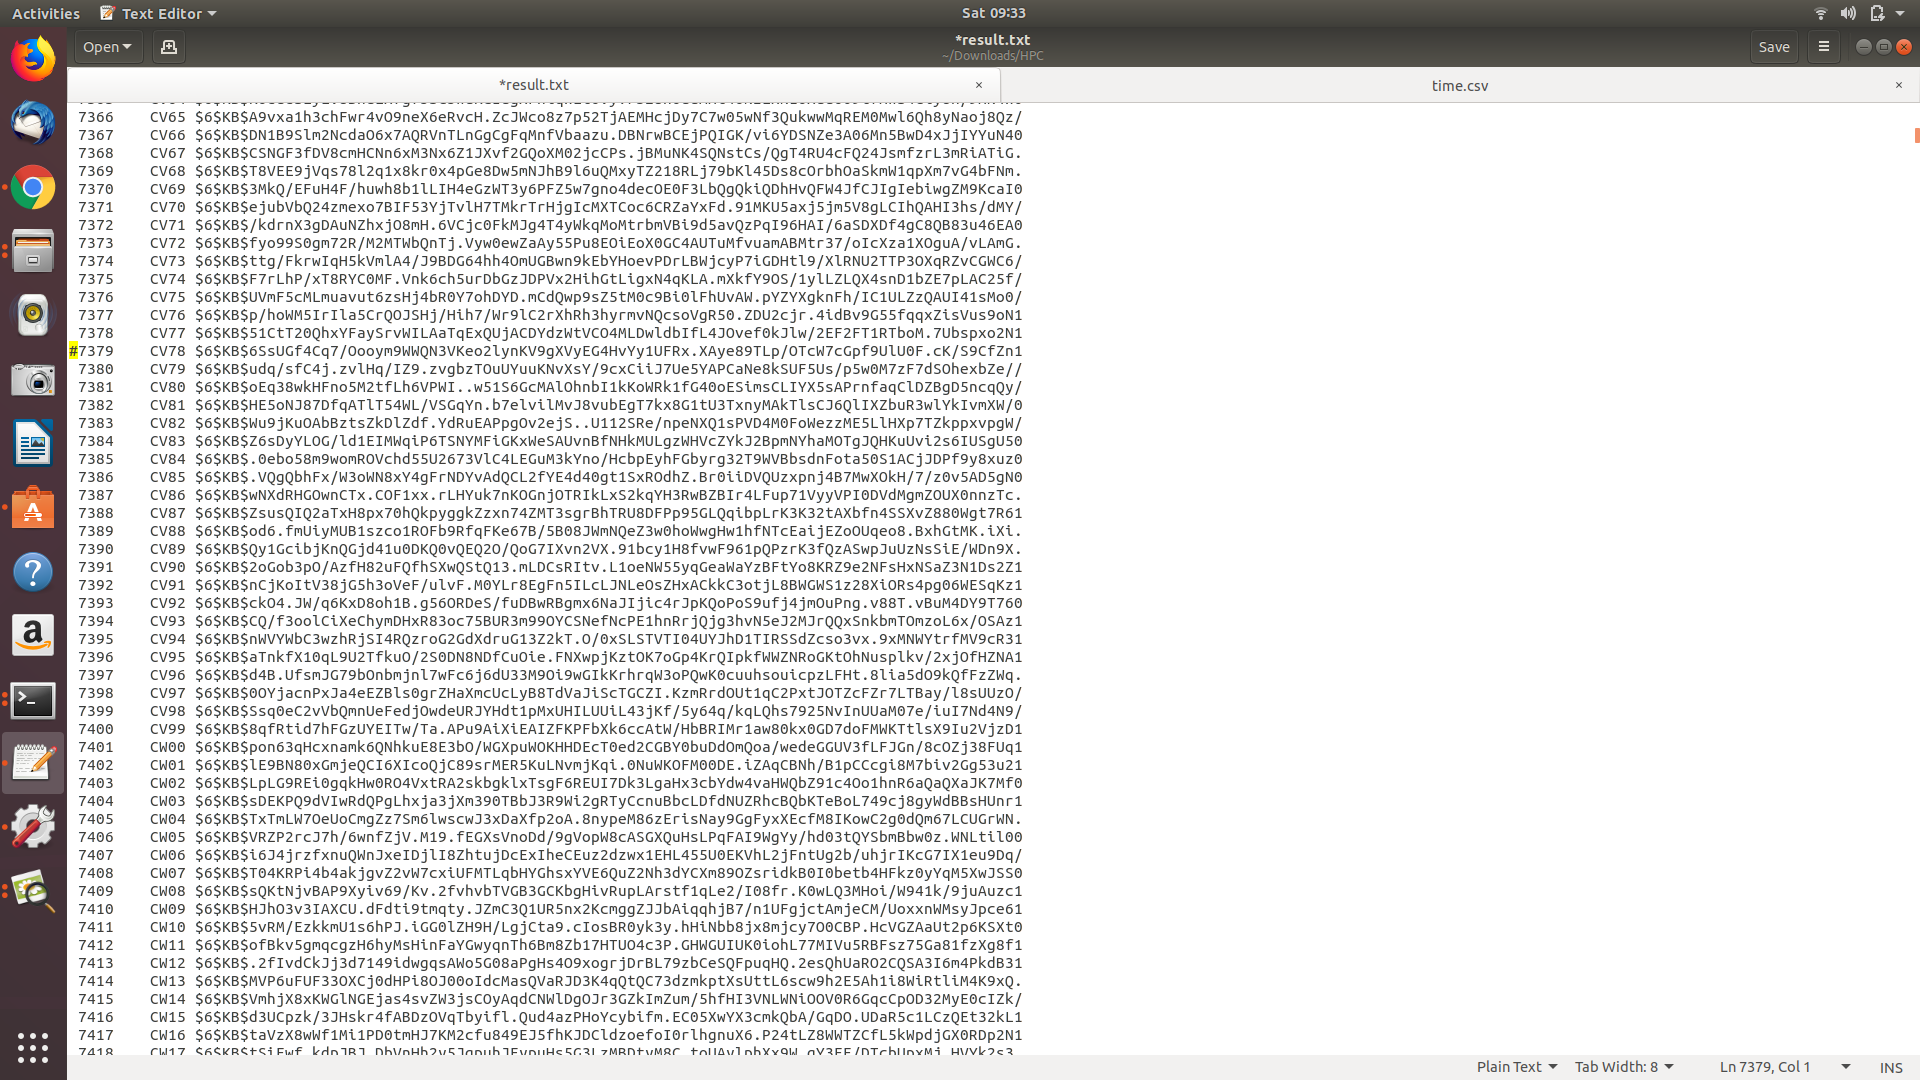 Activities
Text Editor
Sat 09:33
Open
*result.txt
~/Downloads/HPC
Save
*result.txt
time.csv
7366 CV65 $6$KB$A9vxa1h3chFwr4vO9neX6eRvcH.ZcJWco8z7p52TjAEMHcjDy7C7w05wNf3QukwwMqREM0Mwl6Qh8yNaoj8Qz/
7367 CV66 $6$KB$DN1B9Slm2NcdaO6x7AQRVnTLnGgCgFqMnfVbaazu.DBNrwBCEjPQIGK/vi6YDSNZe3A06Mn5BwD4xJjIYYuN40
7368 CV67 $6$KB$CSNGF3fDV8cmHCNn6xM3Nx6Z1JXvf2GQoXM02jcCPs.jBMuNK4SQNstCs/QgT4RU4cFQ24JsmfzrL3mRiATiG.
7369 CV68 $6$KB$T8VEE9jVqs78l2q1x8kr0x4pGe8Dw5mNJhB9l6uQMxyTZ218RLj79bKl45Ds8cOrbhOaSkmW1qpXm7vG4bFNm.
7370 CV69 $6$KB$3MkQ/EFuH4F/huwh8b1lLIH4eGzWT3y6PFZ5w7gno4decOE0F3LbQgQkiQDhHvQFW4JfCJIgIebiwgZM9KcaI0
7371 CV70 $6$KB$ejubVbQ24zmexo7BIF53YjTvlH7TMkrTrHjgIcMXTCoc6CRZaYxFd.91MKU5axj5jm5V8gLCIhQAHI3hs/dMY/
7372 CV71 $6$KB$/kdrnX3gDAuNZhxjO8mH.6VCjc0FkMJg4T4yWkqMoMtrbmVBi9d5avQzPqI96HAI/6aSDXDf4gC8QB83u46EA0
7373 CV72 $6$KB$fyo99S0gm72R/M2MTWbQnTj.Vyw0ewZaAy55Pu8EOiEoX0GC4AUTuMfvuamABMtr37/oIcXza1XOguA/vLAmG.
7374 CV73 $6$KB$ttg/FkrwIqH5kVmlA4/J9BDG64hh4OmUGBwn9kEbYHoevPDrLBWjcyP7iGDHtl9/XlRNU2TTP3OXqRZvCGWC6/
7375 CV74 $6$KB$F7rLhP/xT8RYC0MF.Vnk6ch5urDbGzJDPVx2HihGtLigxN4qKLA.mXkfY9OS/1ylLZLQX4snD1bZE7pLAC25f/
7376 CV75 $6$KB$UVmF5cMLmuavut6zsHj4bR0Y7ohDYD.mCdQwp9sZ5tM0c9Bi0lFhUvAW.pYZYXgknFh/IC1ULZzQAUI41sMo0/
7377 CV76 $6$KB$p/hoWM5IrIla5CrQOJSHj/Hih7/Wr9lC2rXhRh3hyrmvNQcsoVgR50.ZDU2cjr.4idBv9G55fqqxZisVus9oN1
7378 CV77 $6$KB$51CtT20QhxYFaySrvWILAaTqExQUjACDYdzWtVCO4MLDwldbIfL4JOvef0kJlw/2EF2FT1RTboM.7Ubspxo2N1
#7379 CV78 $6$KB$6SsUGf4Cq7/Oooym9WWQN3VKeo2lynKV9gXVyEG4HvYy1UFRx.XAye89TLp/OTcW7cGpf9UlU0F.cK/S9CfZn1
7380 CV79 $6$KB$udq/sfC4j.zvlHq/IZ9.zvgbzTOuUYuuKNvXsY/9cxCiiJ7Ue5YAPCaNe8kSUF5Us/p5w0M7zF7dSOhexbZe//
7381 CV80 $6$KB$oEq38wkHFno5M2tfLh6VPWI..w51S6GcMAlOhnbI1kKoWRk1fG40oESimsCLIYX5sAPrnfaqClDZBgD5ncqQy/
7382 CV81 $6$KB$HE5oNJ87DfqATlT54WL/VSGqYn.b7elvilMvJ8vubEgT7kx8G1tU3TxnyMAkTlsCJ6QlIXZbuR3wlYkIvmXW/0
7383 CV82 $6$KB$Wu9jKuOAbBztsZkDlZdf.YdRuEAPpgOv2ejS..U112SRe/npeNXQ1sPVD4M0FoWezzME5LlHXp7TZkppxvpgW/
7384 CV83 $6$KB$Z6sDyYLOG/ld1EIMWqiP6TSNYMFiGKxWeSAUvnBfNHkMULgzWHVcZYkJ2BpmNYhaMOTgJQHKuUvi2s6IUSgU50
7385 CV84 $6$KB$.0ebo58m9womROVchd55U2673VlC4LEGuM3kYno/HcbpEyhFGbyrg32T9WVBbsdnFota50S1ACjJDPf9y8xuz0
7386 CV85 $6$KB$.VQgQbhFx/W3oWN8xY4gFrNDYvAdQCL2fYE4d40gt1SxROdhZ.Br0iiDVQUzxpnj4B7MwXOkH/7/z0v5AD5gN0
7387 CV86 $6$KB$wNXdRHGOwnCTx.COF1xx.rLHYuk7nKOGnjOTRIkLxS2kqYH3RwBZBIr4LFup71VyyVPI0DVdMgmZOUX0nnzTc.
7388 CV87 $6$KB$ZsusQIQ2aTxH8px70hQkpyggkZzxn74ZMT3sgrBhTRU8DFPp95GLQqibpLrK3K32tAXbfn4SSXvZ880Wgt7R61
7389 CV88 $6$KB$od6.fmUiyMUB1szco1ROFb9RfqFKe67B/5B08JWmNQeZ3w0hoWwgHw1hfNTcEaijEZoOUqeo8.BxhGtMK.iXi.
7390 CV89 $6$KB$Qy1GcibjKnQGjd41u0DKQ0vQEQ2O/QoG7IXvn2VX.91bcy1H8fvwF961pQPzrK3fQzASwpJuUzNsSiE/WDn9X.
7391 CV90 $6$KB$2oGob3pO/AzfH82uFQfhSXwQStQ13.mLDCsRItv.L1oeNW55yqGeaWaYzBFtYo8KRZ9e2NFsHxNSaZ3N1Ds2Z1
7392 CV91 $6$KB$nCjKoItV38jG5h3oVeF/ulvF.M0YLr8EgFn5ILcLJNLeOsZHxACkkC3otjL8BWGWS1z28XiORs4pg06WESqKz1
7393 CV92 $6$KB$ckO4.JW/q6KxD8oh1B.g56ORDeS/fuDBwRBgmx6NaJIjic4rJpKQoPoS9ufj4jmOuPng.v88T.vBuM4DY9T760
7394 CV93 $6$KB$CQ/f3oolCiXeChymDHxR83oc75BUR3m99OYCSNefNcPE1hnRrjQjg3hvN5eJ2MJrQQxSnkbmTOmzoL6x/OSAz1
7395 CV94 $6$KB$nWVYWbC3wzhRjSI4RQzroG2GdXdruG13Z2kT.O/0xSLSTVTI04UYJhD1TIRSSdZcso3vx.9xMNWYtrfMV9cR31
7396 CV95 $6$KB$aTnkfX10qL9U2TfkuO/2S0DN8NDfCuOie.FNXwpjKztOK7oGp4KrQIpkfWWZNRoGKtOhNusplkv/2xjOfHZNA1
7397 CV96 $6$KB$d4B.UfsmJG79bOnbmjnl7wFc6j6dU33M9Oi9wGIkKrhrqW3oPQwK0cuuhsouicpzLFHt.8lia5dO9kQfFzZWq.
7398 CV97 $6$KB$0OYjacnPxJa4eEZBls0grZHaXmcUcLyB8TdVaJiScTGCZI.KzmRrdOUt1qC2PxtJOTZcFZr7LTBay/l8sUUzO/
7399 CV98 $6$KB$Ssq0eC2vVbQmnUeFedjOwdeURJYHdt1pMxUHILUUiL43jKf/5y64q/kqLQhs7925NvInUUaM07e/iuI7Nd4N9/
7400 CV99 $6$KB$8qfRtid7hFGzUYEITw/Ta.APu9AiXiEAIZFKPFbXk6ccAtW/HbBRIMr1aw80kx0GD7doFMWKTtlsX9Iu2VjzD1
7401 CW00 $6$KB$pon63qHcxnamk6QNhkuE8E3bO/WGXpuWOKHHDEcT0ed2CGBY0buDdOmQoa/wedeGGUV3fLFJGn/8cOZj38FUq1
7402 CW01 $6$KB$lE9BN80xGmjeQCI6XIcoQjC89srMER5KuLNvmjKqi.0NuWKOFM00DE.iZAqCBNh/B1pCCcgi8M7biv2Gg53u21
7403 CW02 $6$KB$LpLG9REi0gqkHw0RO4VxtRA2skbgklxTsgF6REUI7Dk3LgaHx3cbYdw4vaHWQbZ91c4Oo1hnR6aQaQXaJK7Mf0
7404 CW03 $6$KB$sDEKPQ9dVIwRdQPgLhxja3jXm390TBbJ3R9Wi2gRTyCcnuBbcLDfdNUZRhcBQbKTeBoL749cj8gyWdBBsHUnr1
7405 CW04 $6$KB$TxTmLW7OeUoCmgZz7Sm6lwscwJ3xDaXfp2oA.8nypeM86zErisNay9GgFyxXEcfM8IKowC2g0dQm67LCUGrWN.
7406 CW05 $6$KB$VRZP2rcJ7h/6wnfZjV.M19.fEGXsVnoDd/9gVopW8cASGXQuHsLPqFAI9WgYy/hd03tQYSbmBbw0z.WNLtil00
7407 CW06 $6$KB$i6J4jrzfxnuQWnJxeIDjlI8ZhtujDcExIheCEuz2dzwx1EHL455U0EKVhL2jFntUg2b/uhjrIKcG7IX1eu9Dq/
7408 CW07 $6$KB$T04KRPi4b4akjgvZ2vW7cxiUFMTLqbHYGhsxYVE6QuZ2Nh3dYCXm89OZsridkB0I0betb4HFkz0yYqM5XwJSS0
7409 CW08 $6$KB$sQKtNjvBAP9Xyiv69/Kv.2fvhvbTVGB3GCKbgHivRupLArstf1qLe2/I08fr.K0wLQ3MHoi/W941k/9juAuzc1
7410 CW09 $6$KB$HJhO3v3IAXCU.dFdti9tmqty.JZmC3Q1UR5nx2KcmggZJJbAiqqhjB7/n1UFgjctAmjeCM/UoxxnWMsyJpce61
7411 CW10 $6$KB$5vRM/EzkkmU1s6hPJ.iGG0lZH9H/LgjCta9.cIosBR0yk3y.hHiNbb8jx8mjcy7O0CBP.HcVGZAaUt2p6KSXt0
7412 CW11 $6$KB$ofBkv5gmqcgzH6hyMsHinFaYGwyqnTh6Bm8Zb17HTUO4c3P.GHWGUIUK0iohL77MIVu5RBFsz75Ga81fzXg8f1
7413 CW12 $6$KB$.2fIvdCkJj3d7149idwgqsAWo5G08aPgHs4O9xogrjDrBL79zbCeSQFpuqHQ.2esQhUaRO2CQSA3I6m4PkdB31
7414 CW13 $6$KB$MVP6uFUF33OXCj0dHPi8OJ00oIdcMasQVaRJD3K4qQtQC73dzmkptXsUttL6scw9h2E5Ah1i8WiRtliM4K9xQ.
7415 CW14 $6$KB$VmhjX8xKWGlNGEjas4svZW3jsCOyAqdCNWlDgOJr3GZkImZum/5hfHI3VNLWNiOOV0R6GqcCpOD32MyE0cIZk/
7416 CW15 $6$KB$d3UCpzk/3JHskr4fABDzOVqTbyifl.Qud4azPHoYcybifm.EC05XwYX3cmkQbA/GqDO.UDaR5c1LCzQEt32kL1
7417 CW16 $6$KB$taVzX8wWf1Mi1PD0tmHJ7KM2cfu849EJ5fhKJDCldzoefoI0rlhgnuX6.P24tLZ8WWTZCfL5kWpdjGX0RDp2N1
7418 CW17
Plain Text
Tab Width: 8
Ln 7379, Col 1
INS